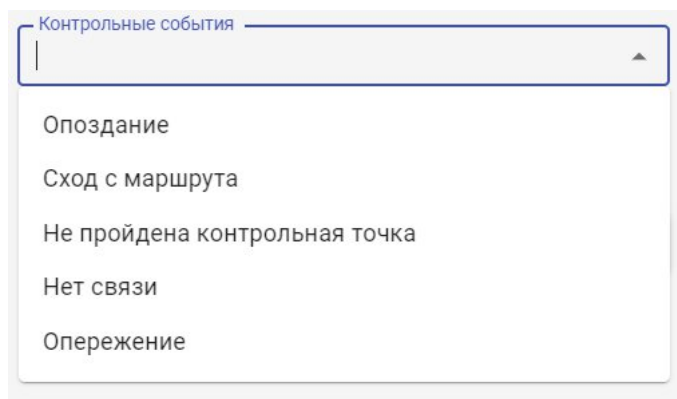 Контрольные события
Опоздание
Сход с маршрута
Не пройдена контрольная точка
Нет связи
Опережение